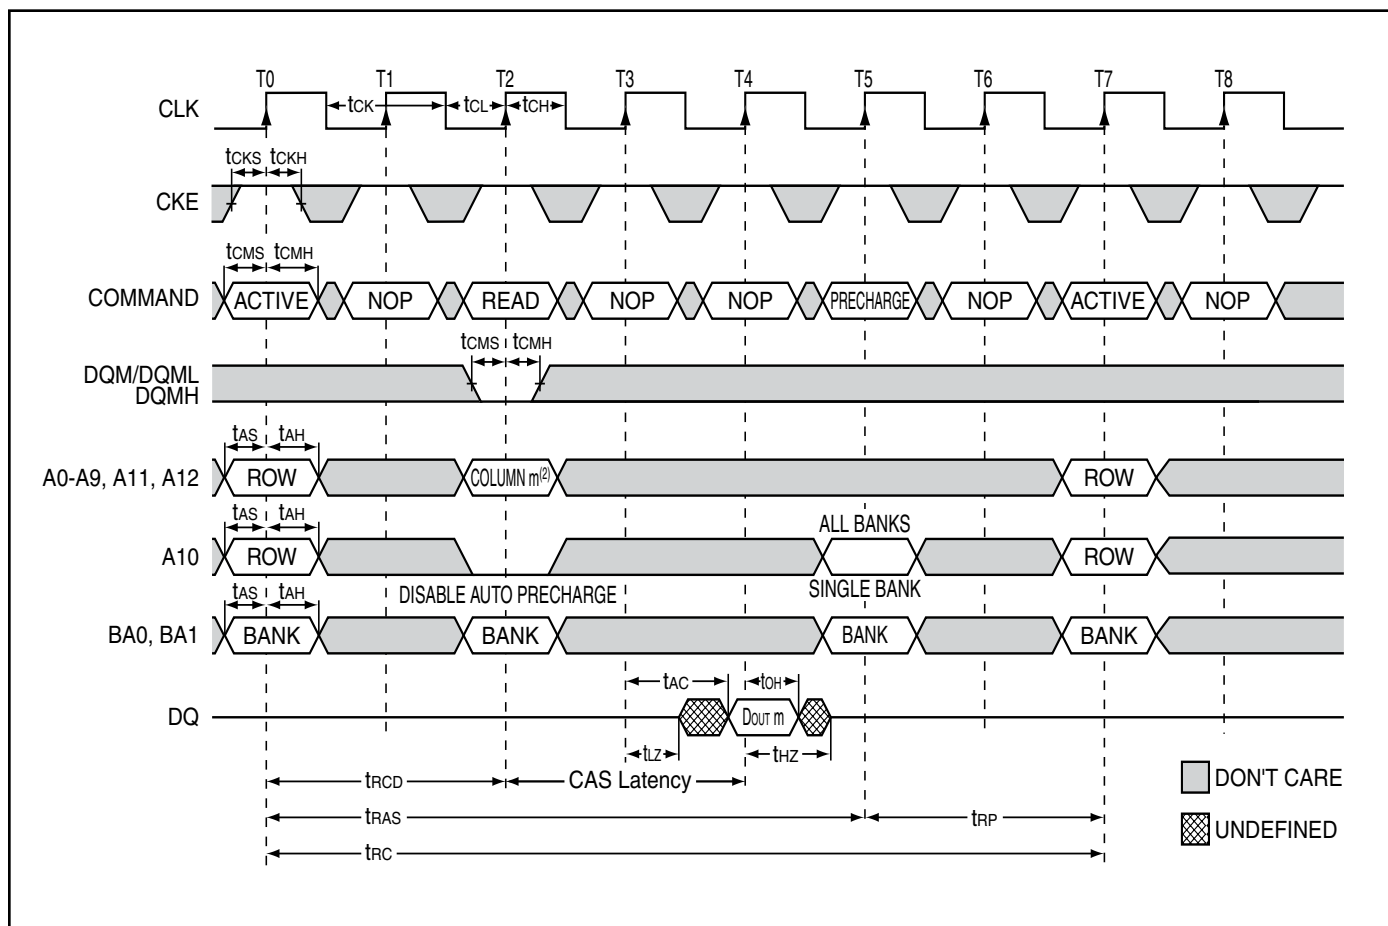 T0 T1 T2 T3 T4 T5 T6 T7 T8
CLK tCK tCL tCH
tCKS tCKH
CKE
tCMS tCMH
COMMAND ACTIVE NOP READ NOP NOP PRECHARGE NOP ACTIVE NOP
tCMS tCMH
DQM/DQML
DQMH
tAS tAH
A0-A9, A11, A12 ROW COLUMN m(2) ROW
tAS tAH ALL BANKS
A10 ROW ROW
DISABLE AUTO PRECHARGE SINGLE BANK
tAS tAH
BA0, BA1 BANK BANK BANK BANK
tAC tOH
DQ DOUT m
tLZ tHZ
tRCD CAS Latency DON'T CARE
tRAS tRP
UNDEFINED
tRC